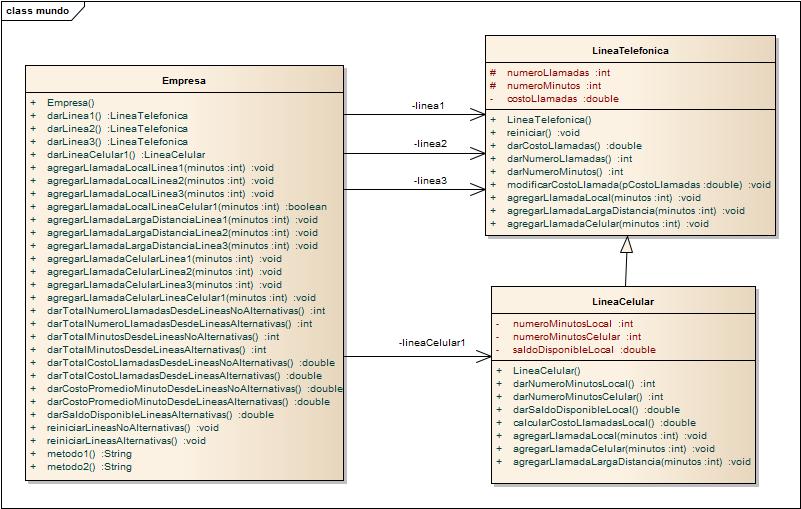 class mundo
Empresa
+ Empresa()
+ darLinea1() :LineaTelefonica
+ darLinea2() :LineaTelefonica
+ darLinea3() :LineaTelefonica
+ darLineaCelular1() :LineaCelular
+ agregarLlamadaLocalLinea1(minutos :int) :void
+ agregarLlamadaLocalLinea2(minutos :int) :void
+ agregarLlamadaLocalLinea3(minutos :int) :void
+ agregarLlamadaLocalLineaCelular1(minutos :int) :boolean
+ agregarLlamadaLargaDistanciaLinea1(minutos :int) :void
+ agregarLlamadaLargaDistanciaLinea2(minutos :int) :void
+ agregarLlamadaLargaDistanciaLinea3(minutos :int) :void
+ agregarLlamadaCelularLinea1(minutos :int) :void
+ agregarLlamadaCelularLinea2(minutos :int) :void
+ agregarLlamadaCelularLinea3(minutos :int) :void
+ agregarLlamadaCelularLineaCelular1(minutos :int) :void
+ darTotalNumeroLlamadasDesdeLineasNoAlternativas() :int
+ darTotalNumeroLlamadasDesdeLineasAlternativas() :int
+ darTotalMinutosDesdeLineasNoAlternativas() :int
+ darTotalMinutosDesdeLineasAlternativas() :int
+ darTotalCostoLlamadasDesdeLineasNoAlternativas() :double
+ darTotalCostoLlamadasDesdeLineasAlternativas() :double
+ darCostoPromedioMinutoDesdeLineasNoAlternativas() :double
+ darCostoPromedioMinutoDesdeLineasAlternativas() :double
+ darSaldoDisponibleLineasAlternativas() :double
+ reiniciarLineasNoAlternativas() :void
+ reiniciarLineasAlternativas() :void
+ metodo1() :String
+ metodo2() :String
-linea1
-linea2
-linea3
-lineaCelular1
LineaTelefonica
# numeroLlamadas :int
# numeroMinutos :int
- costoLlamadas :double
+ LineaTelefonica()
+ reiniciar() :void
+ darCostoLlamadas() :double
+ darNumeroLlamadas() :int
+ darNumeroMinutos() :int
+ modificarCostoLlamada(pCostoLlamadas :double) :void
+ agregarLlamadaLocal(minutos :int) :void
+ agregarLlamadaLargaDistancia(minutos :int) :void
+ agregarLlamadaCelular(minutos :int) :void
LineaCelular
- numeroMinutosLocal :int
- numeroMinutosCelular :int
- saldoDisponibleLocal :double
+ LineaCelular()
+ darNumeroMinutosLocal() :int
+ darNumeroMinutosCelular() :int
+ darSaldoDisponibleLocal() :double
+ calcularCostoLlamadasLocal() :double
+ agregarLlamadaLocal(minutos :int) :void
+ agregarLlamadaCelular(minutos :int) :void
+ agregarLlamadaLargaDistancia(minutos :int) :void